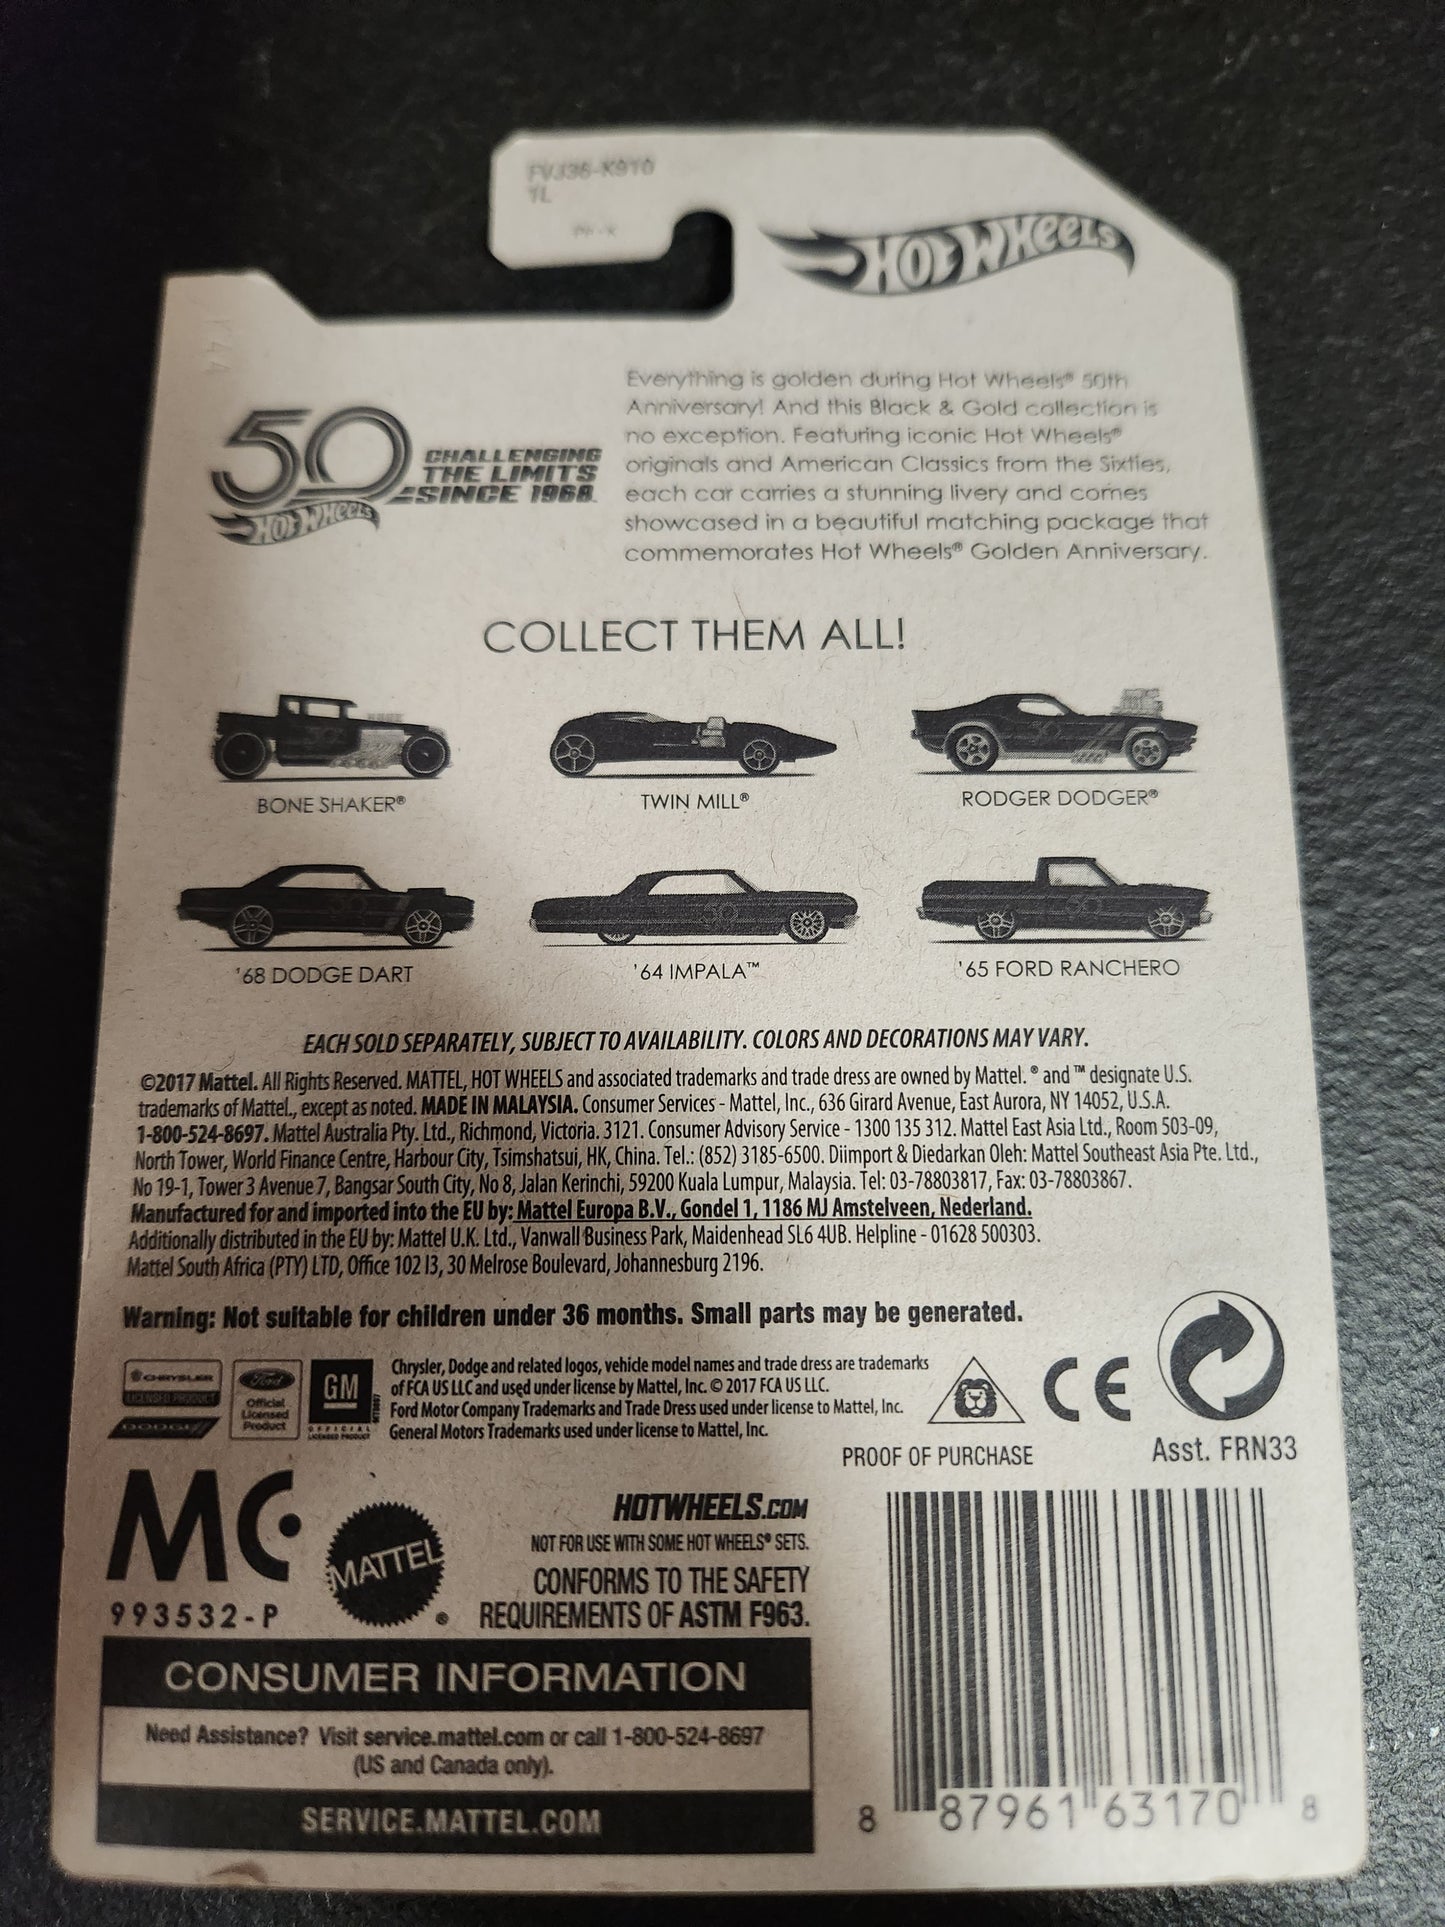 1L
HOT WHEELS
50 CHALLENGING
THE LIMITS
SINCE 1968
HOT WHEELS
Everything is golden during Hot Wheels® 50th
Anniversary! And this Black & Gold collection is
no exception. Featuring iconic Hot Wheels®
originals and American Classics from the Sixties,
each car carries a stunning livery and comes
showcased in a beautiful matching package that
commemorates Hot Wheels® Golden Anniversary.
COLLECT THEM ALL!
BONE SHAKER® TWIN MILL® RODGER DODGER®
'68 DODGE DART '64 IMPALA™ '65 FORD RANCHERO
EACH SOLD SEPARATELY, SUBJECT TO AVAILABILITY. COLORS AND DECORATIONS MAY VARY.
©2017 Mattel. All Rights Reserved. MATTEL, HOT WHEELS and associated trademarks and trade dress are owned by Mattel. ® and ™ designate U.S.
trademarks of Mattel., except as noted. MADE IN MALAYSIA. Consumer Services - Mattel, Inc., 636 Girard Avenue, East Aurora, NY 14052, U.S.A.
1-800-524-8697. Mattel Australia Pty. Ltd., Richmond, Victoria. 3121. Consumer Advisory Service - 1300 135 312. Mattel East Asia Ltd., Room 503-09,
North Tower, World Finance Centre, Harbour City, Tsimshatsui, HK, China. Tel.: (852) 3185-6500. Diimport & Diedarkan Oleh: Mattel Southeast Asia Pte. Ltd.,
No 19-1, Tower 3 Avenue 7, Bangsar South City, No 8, Jalan Kerinchi, 59200 Kuala Lumpur, Malaysia. Tel: 03-78803817, Fax: 03-78803867.
Manufactured for and imported into the EU by: Mattel Europa B.V., Gondel 1, 1186 MJ Amstelveen, Nederland.
Additionally distributed in the EU by: Mattel U.K. Ltd., Vanwall Business Park, Maidenhead SL6 4UB. Helpline - 01628 500303.
Mattel South Africa (PTY) LTD, Office 102 I3, 30 Melrose Boulevard, Johannesburg 2196.
Warning: Not suitable for children under 36 months. Small parts may be generated.
CHRYSLER
LICENSED PRODUCT
DODGE
Ford
Official
Licensed
Product
GM
OFFICIAL
LICENSED PRODUCT
Chrysler, Dodge and related logos, vehicle model names and trade dress are trademarks
of FCA US LLC and used under license by Mattel, Inc. © 2017 FCA US LLC.
Ford Motor Company Trademarks and Trade Dress used under license to Mattel, Inc.
General Motors Trademarks used under license to Mattel, Inc.
CE
PROOF OF PURCHASE
Asst. FRN33
MC
993532-P
MATTEL®
HOTWHEELS.COM
NOT FOR USE WITH SOME HOT WHEELS® SETS.
CONFORMS TO THE SAFETY
REQUIREMENTS OF ASTM F963.
CONSUMER INFORMATION
Need Assistance? Visit service.mattel.com or call 1-800-524-8697
(US and Canada only).
SERVICE.MATTEL.COM
8 87961 63170 8